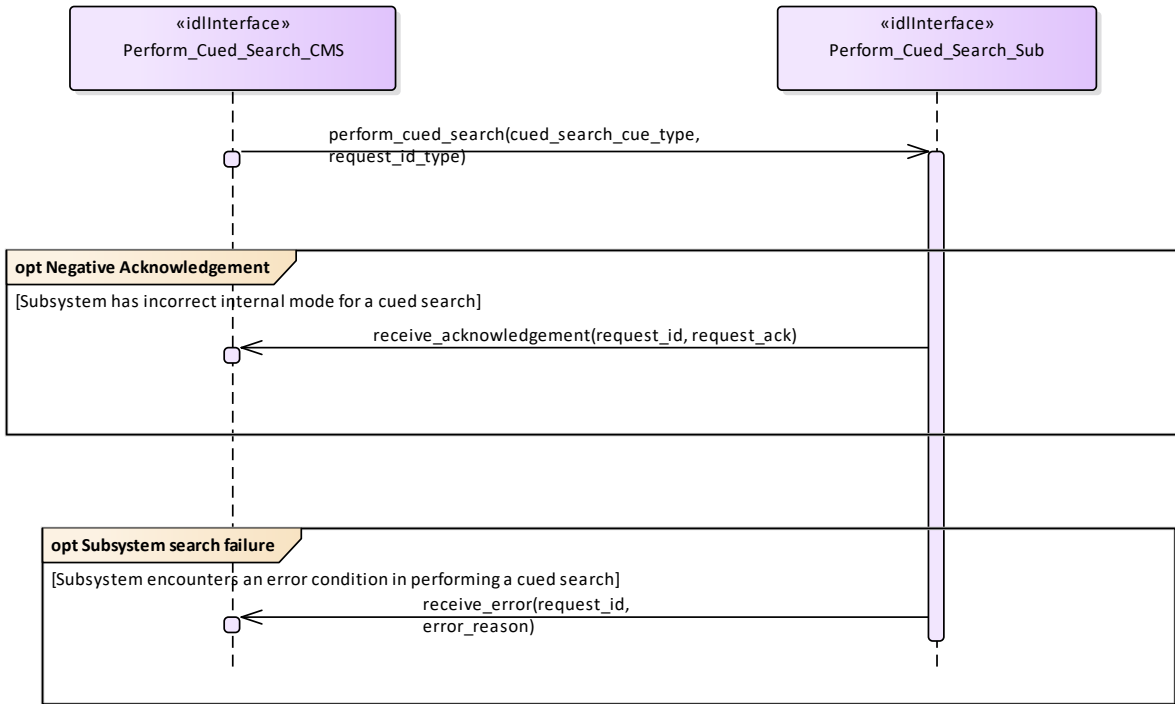 «idlInterface»
Perform_Cued_Search_CMS
«idlInterface»
Perform_Cued_Search_Sub
perform_cued_search(cued_search_cue_type,
request_id_type)
opt Negative Acknowledgement
[Subsystem has incorrect internal mode for a cued search]
receive_acknowledgement(request_id, request_ack)
opt Subsystem search failure
[Subsystem encounters an error condition in performing a cued search]
receive_error(request_id,
error_reason)